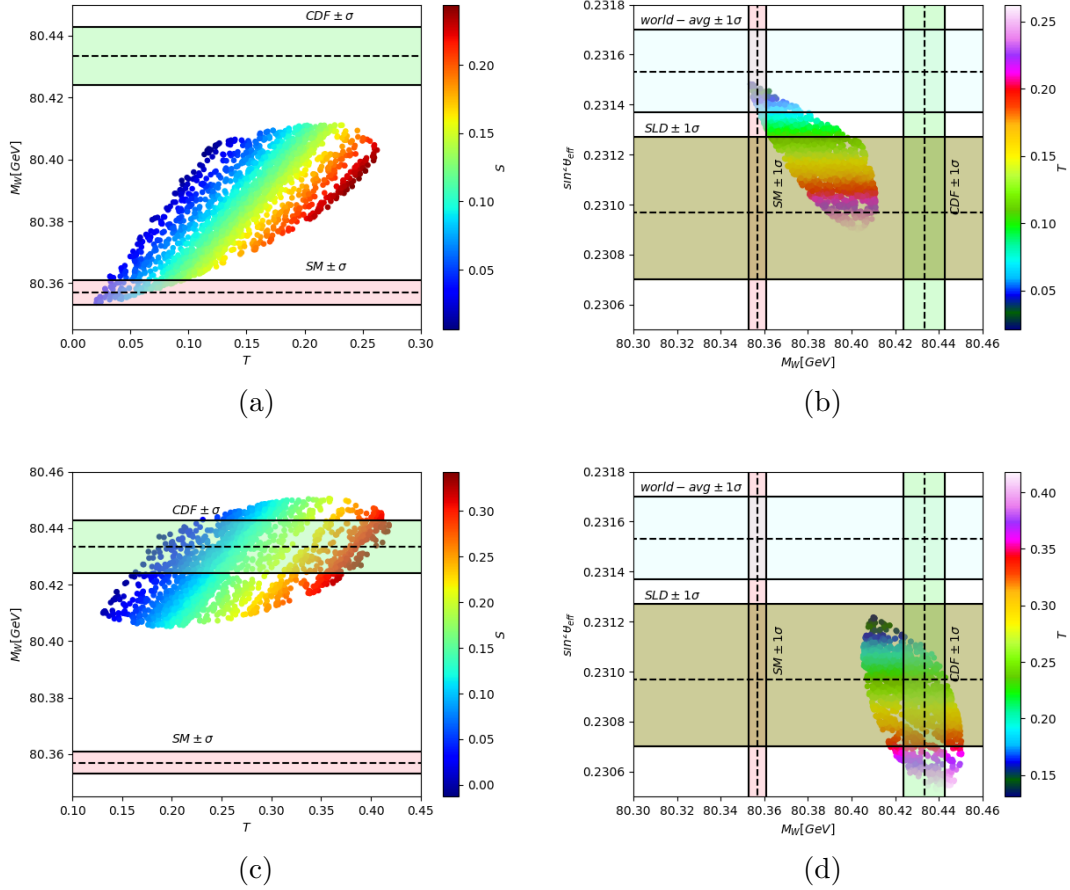 80.44
80.42
80.40
80.38
80.36
M_W[GeV]
CDF ± σ
SM ± σ
0.00 0.05 0.10 0.15 0.20 0.25 0.30
T
0.20
0.15
0.10
0.05
S
(a)
0.2318
0.2316
0.2314
0.2312
0.2310
0.2308
0.2306
world − avg ± 1σ
SLD ± 1σ
SM ± 1σ
CDF ± 1σ
80.30 80.30 80.34 80.36 80.38 80.40 80.42 80.44 80.46
M_W[GeV]
0.25
0.20
0.15
0.10
0.05
T
(b)
80.46
80.44
80.42
80.40
80.38
80.36
M_W[GeV]
CDF ± σ
SM ± σ
0.10 0.15 0.20 0.25 0.30 0.35 0.40 0.45
T
0.30
0.25
0.20
0.15
0.10
0.05
0.00
S
(c)
0.2318
0.2316
0.2314
0.2312
0.2310
0.2308
0.2306
world − avg ± 1σ
SLD ± 1σ
SM ± 1σ
CDF ± 1σ
80.30 80.30 80.34 80.36 80.38 80.40 80.42 80.44 80.46
M_W[GeV]
0.40
0.35
0.30
0.25
0.20
0.15
T
(d)